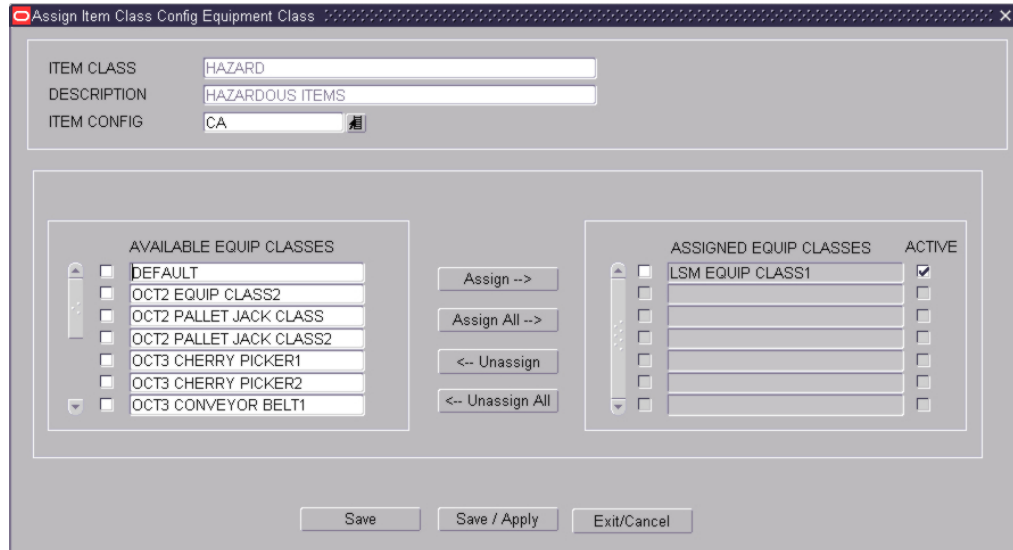 Assign Item Class Config Equipment Class
ITEM CLASS HAZARD
DESCRIPTION HAZARDOUS ITEMS
ITEM CONFIG CA
AVAILABLE EQUIP CLASSES
DEFAULT
OCT2 EQUIP CLASS2
OCT2 PALLET JACK CLASS
OCT2 PALLET JACK CLASS2
OCT3 CHERRY PICKER1
OCT3 CHERRY PICKER2
OCT3 CONVEYOR BELT1
Assign -->
Assign All -->
<-- Unassign
<-- Unassign All
ASSIGNED EQUIP CLASSES ACTIVE
LSM EQUIP CLASS1
Save Save / Apply Exit/Cancel